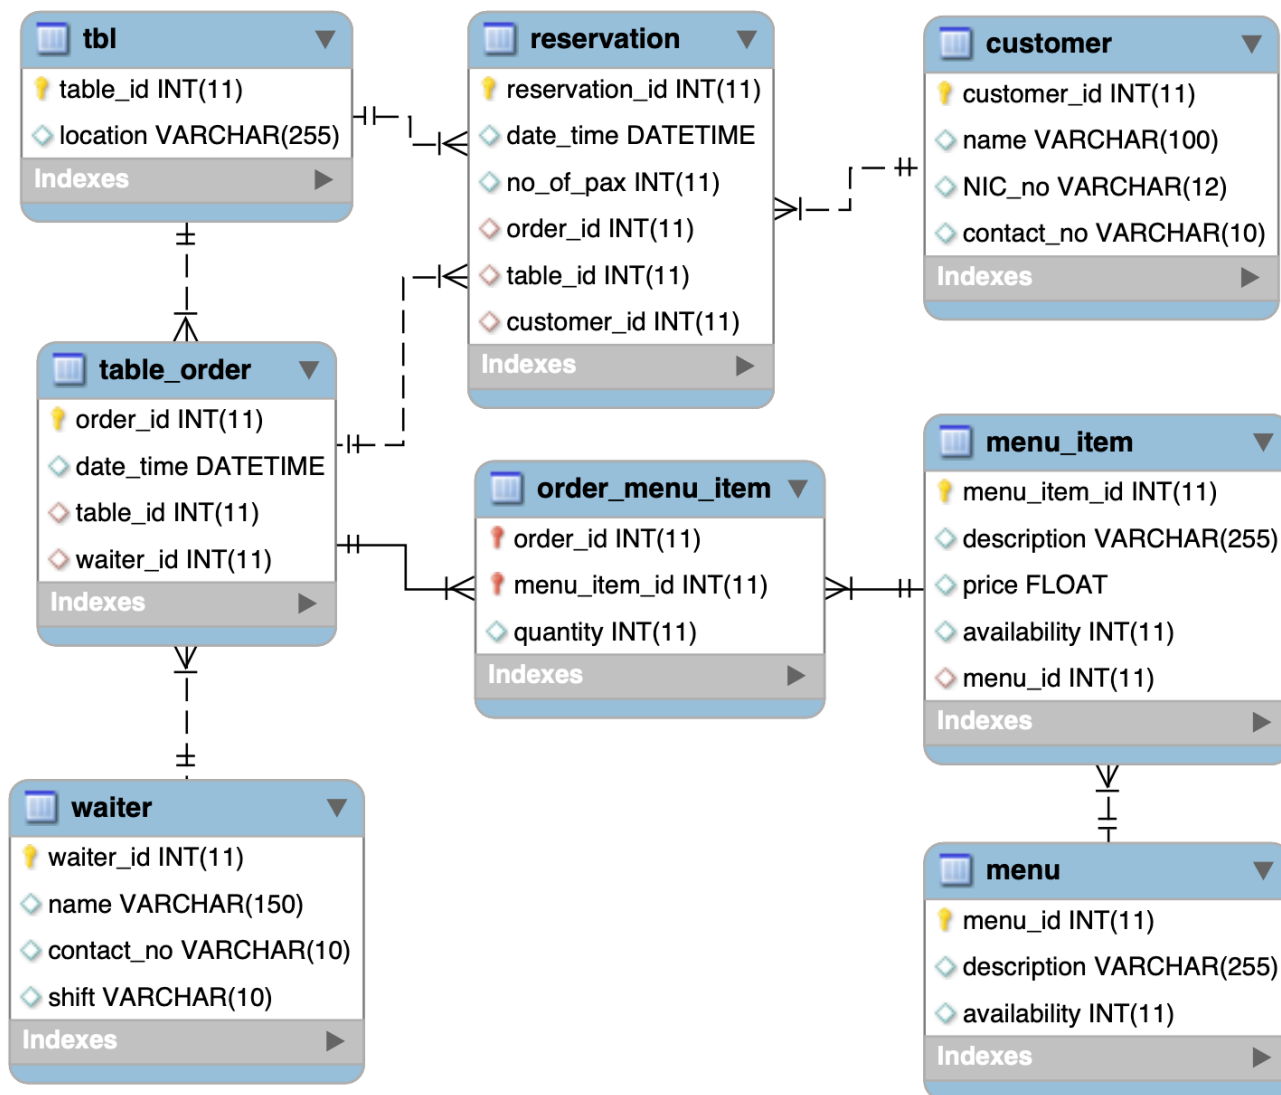 tbl
table_id INT(11)
location VARCHAR(255)
Indexes
reservation
reservation_id INT(11)
date_time DATETIME
no_of_pax INT(11)
order_id INT(11)
table_id INT(11)
customer_id INT(11)
Indexes
customer
customer_id INT(11)
name VARCHAR(100)
NIC_no VARCHAR(12)
contact_no VARCHAR(10)
Indexes
table_order
order_id INT(11)
date_time DATETIME
table_id INT(11)
waiter_id INT(11)
Indexes
order_menu_item
order_id INT(11)
menu_item_id INT(11)
quantity INT(11)
Indexes
menu_item
menu_item_id INT(11)
description VARCHAR(255)
price FLOAT
availability INT(11)
menu_id INT(11)
Indexes
waiter
waiter_id INT(11)
name VARCHAR(150)
contact_no VARCHAR(10)
shift VARCHAR(10)
Indexes
menu
menu_id INT(11)
description VARCHAR(255)
availability INT(11)
Indexes